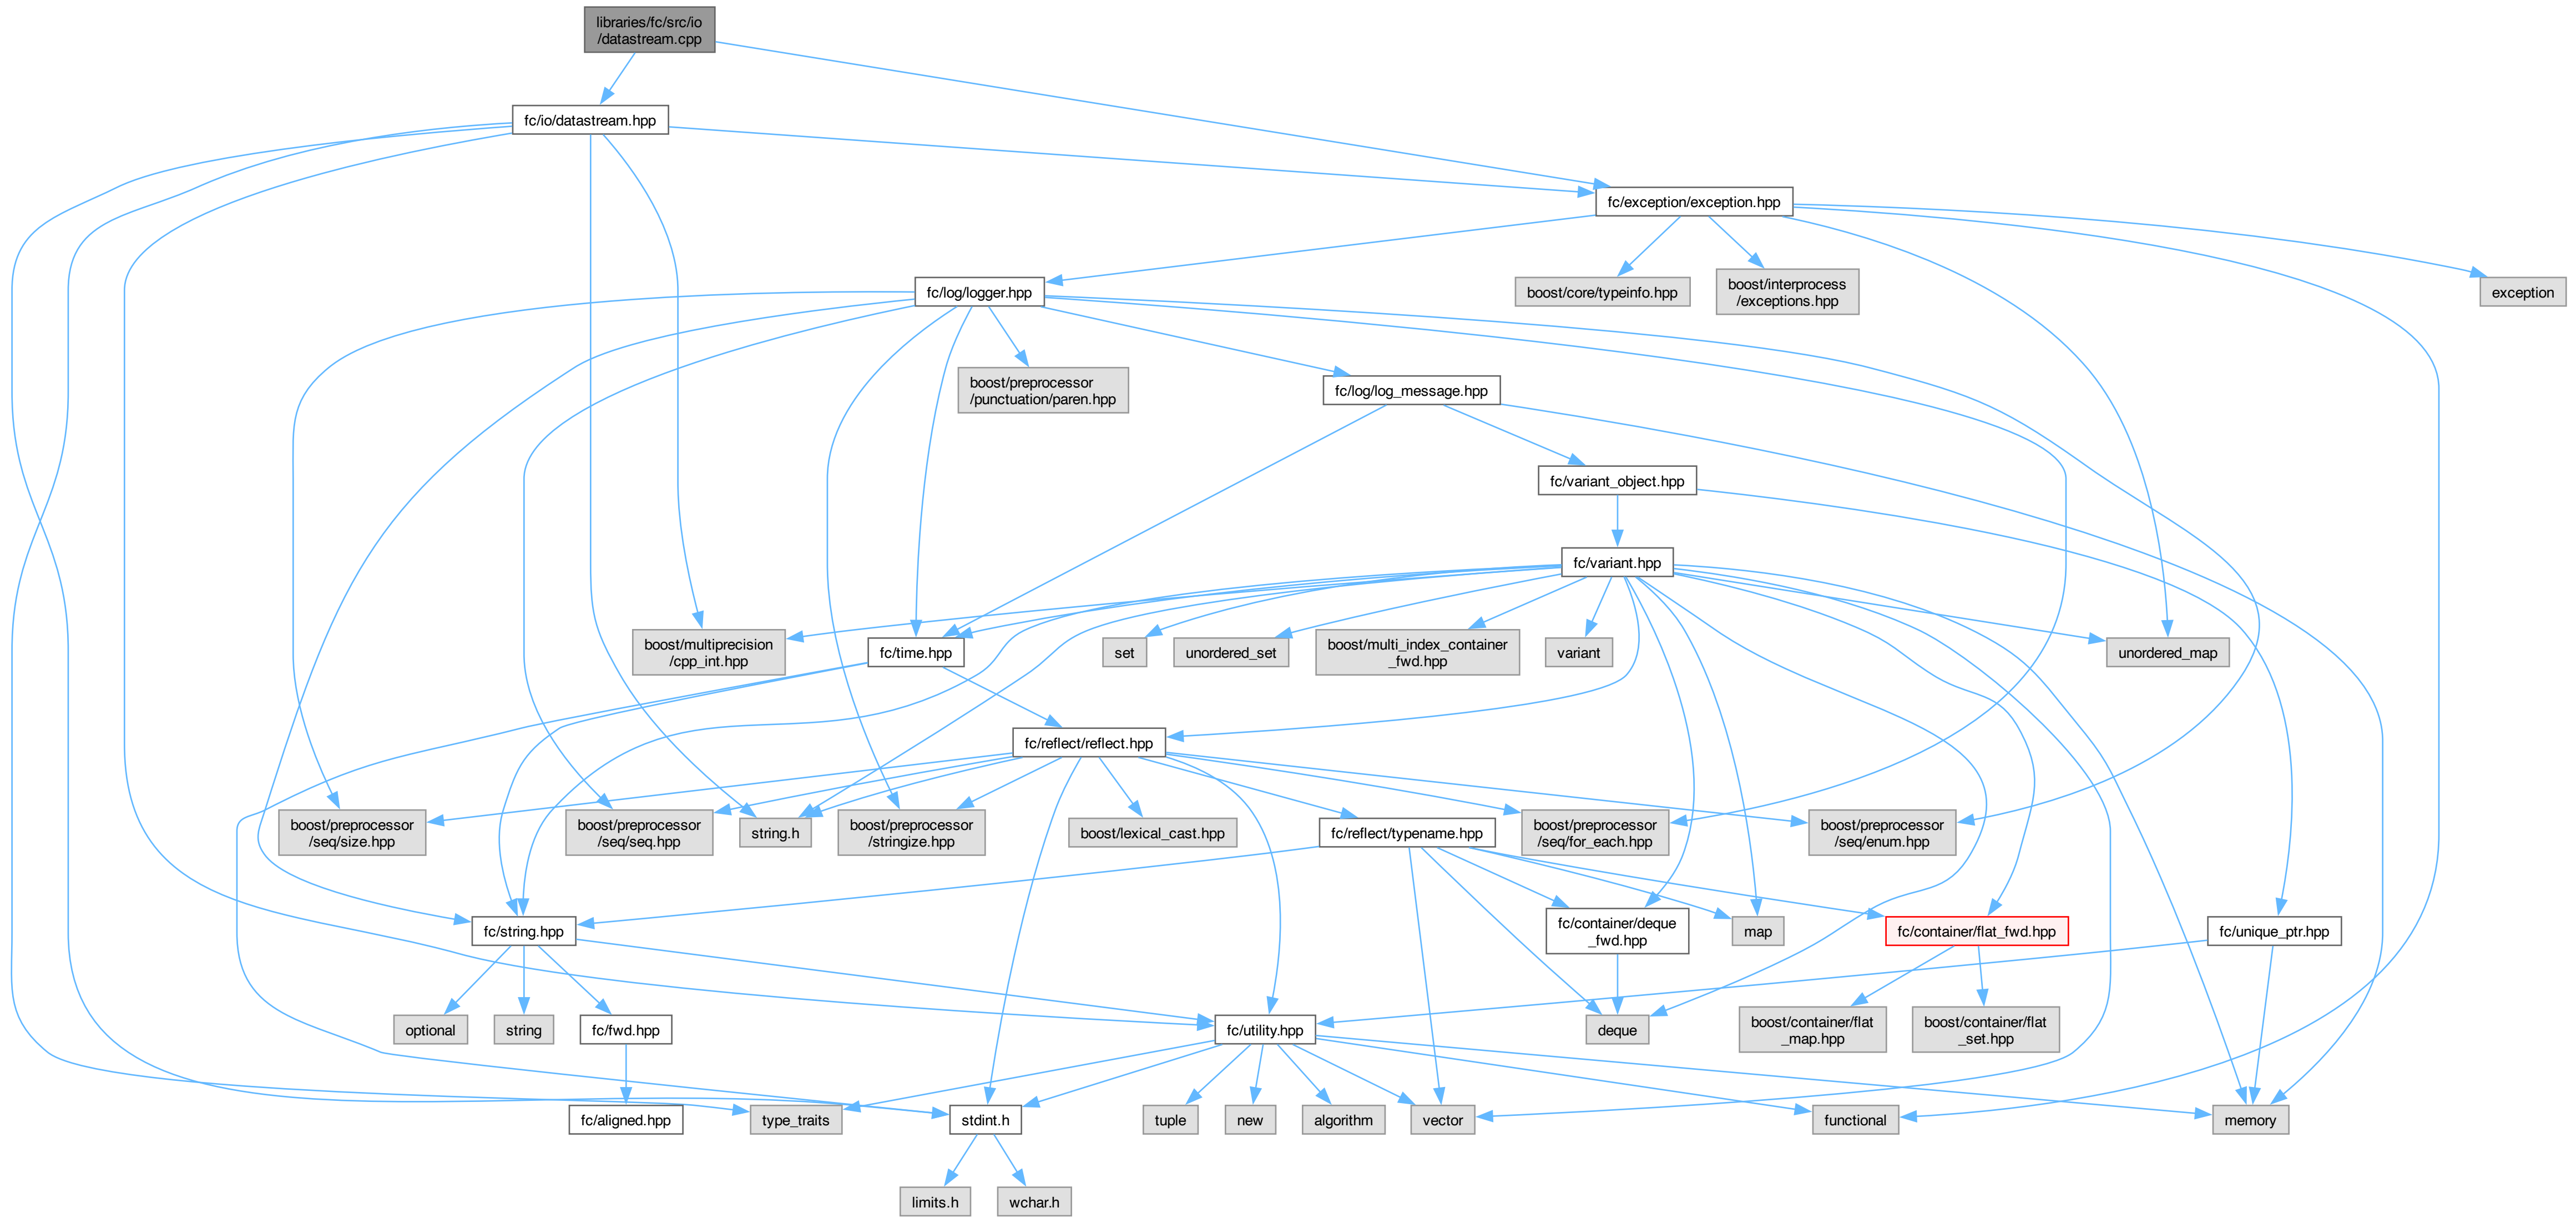 libraries/fc/src/io
/datastream.cpp
fc/io/datastream.hpp
fc/exception/exception.hpp
fc/log/logger.hpp
boost/core/typeinfo.hpp
boost/interprocess
/exceptions.hpp
exception
boost/preprocessor
/punctuation/paren.hpp
fc/log/log_message.hpp
fc/variant_object.hpp
fc/variant.hpp
boost/multiprecision
/cpp_int.hpp
fc/time.hpp
set
unordered_set
boost/multi_index_container
_fwd.hpp
variant
unordered_map
fc/reflect/reflect.hpp
boost/preprocessor
/seq/size.hpp
boost/preprocessor
/seq/seq.hpp
string.h
boost/preprocessor
/stringize.hpp
boost/lexical_cast.hpp
fc/reflect/typename.hpp
boost/preprocessor
/seq/for_each.hpp
boost/preprocessor
/seq/enum.hpp
fc/string.hpp
fc/container/deque
_fwd.hpp
map
fc/container/flat_fwd.hpp
fc/unique_ptr.hpp
optional
string
fc/fwd.hpp
fc/utility.hpp
deque
boost/container/flat
_map.hpp
boost/container/flat
_set.hpp
fc/aligned.hpp
type_traits
stdint.h
tuple
new
algorithm
vector
functional
memory
limits.h
wchar.h